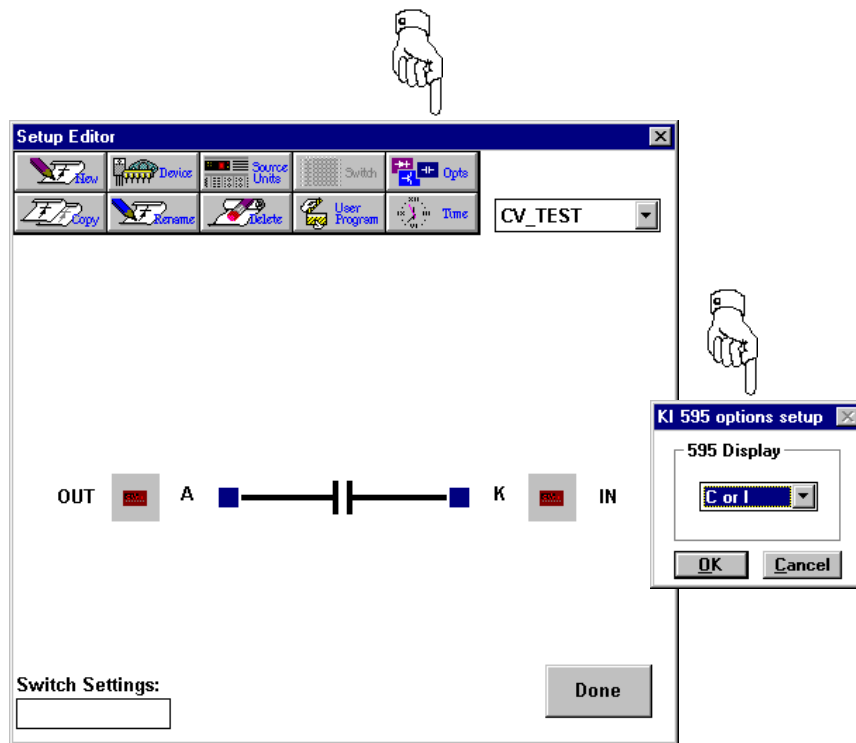 Setup Editor
New Device Source Units Switch Opts
Copy Rename Delete User Program Time
CV_TEST
KI 595 options setup
595 Display
C or I
OK Cancel
OUT A K IN
Switch Settings:
Done